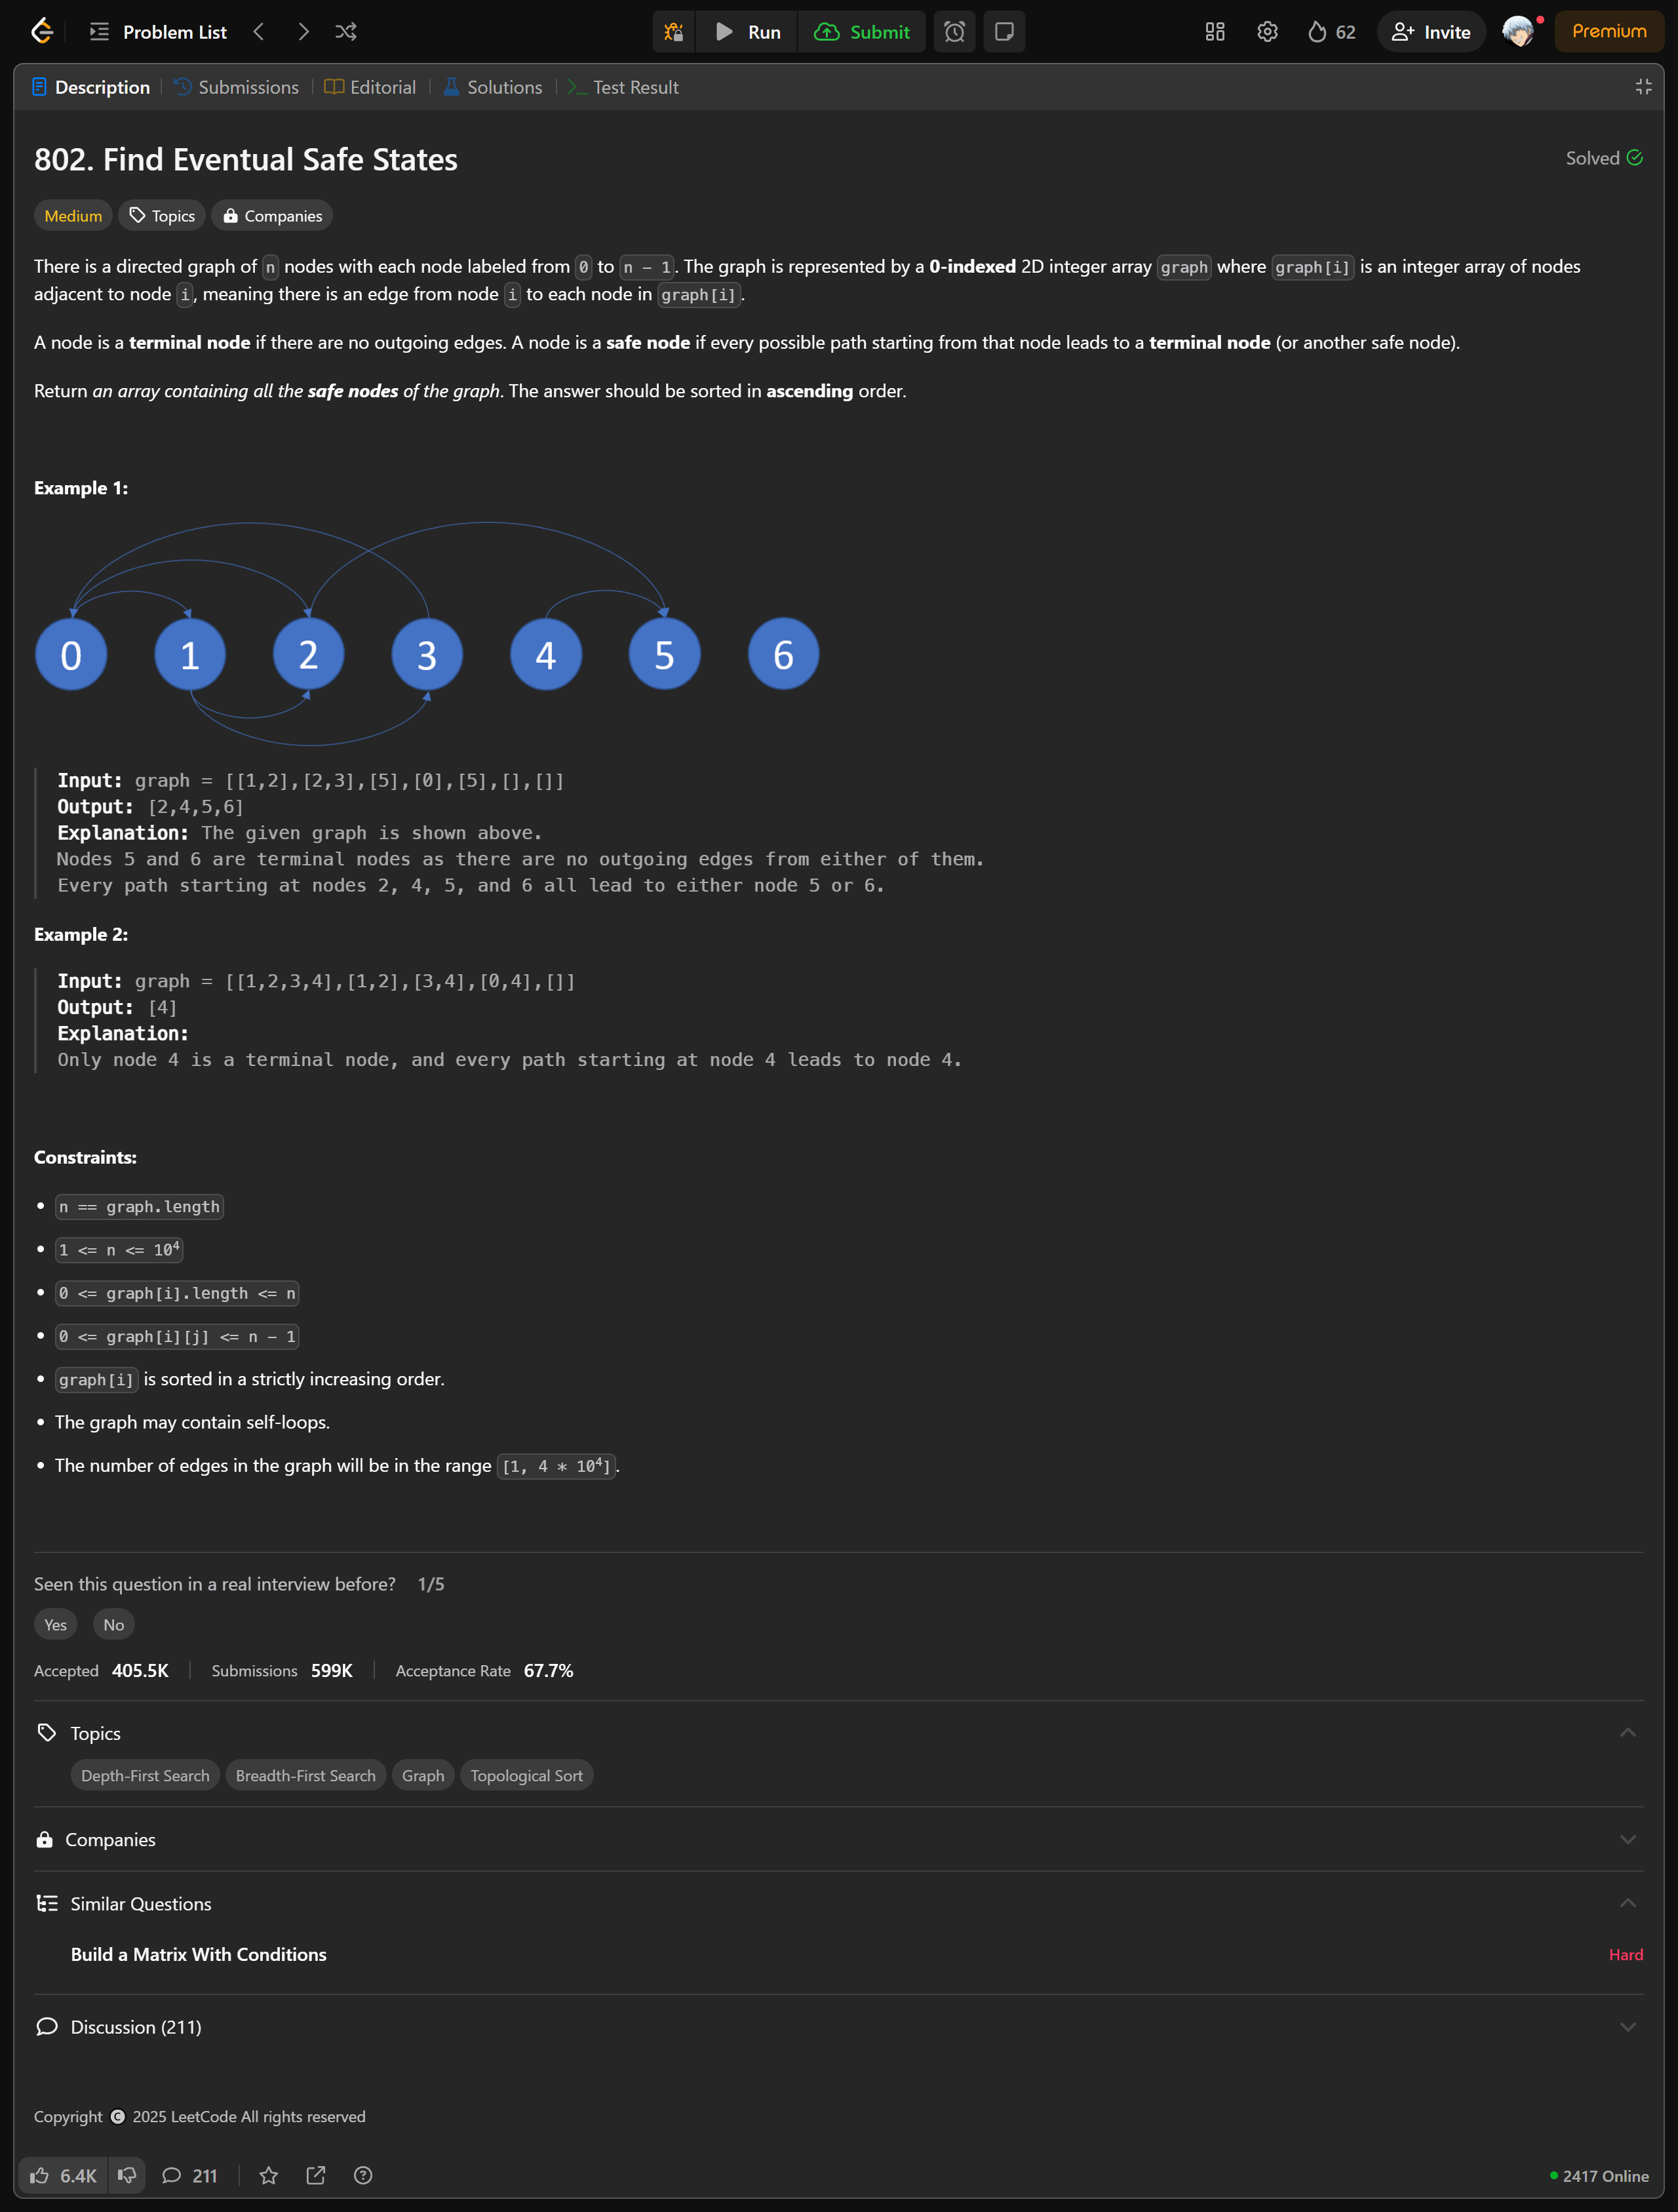 Problem List
Run
Submit
62
Invite
Premium
Description
Submissions
Editorial
Solutions
Test Result
802. Find Eventual Safe States
Solved
Medium
Topics
Companies
There is a directed graph of n nodes with each node labeled from 0 to n - 1. The graph is represented by a 0-indexed 2D integer array graph where graph[i] is an integer array of nodes
adjacent to node i, meaning there is an edge from node i to each node in graph[i].
A node is a terminal node if there are no outgoing edges. A node is a safe node if every possible path starting from that node leads to a terminal node (or another safe node).
Return an array containing all the safe nodes of the graph. The answer should be sorted in ascending order.
Example 1:
0 1 2 3 4 5 6
Input: graph = [[1,2],[2,3],[5],[0],[5],[],[]]
Output: [2,4,5,6]
Explanation: The given graph is shown above.
Nodes 5 and 6 are terminal nodes as there are no outgoing edges from either of them.
Every path starting at nodes 2, 4, 5, and 6 all lead to either node 5 or 6.
Example 2:
Input: graph = [[1,2,3,4],[1,2],[3,4],[0,4],[]]
Output: [4]
Explanation:
Only node 4 is a terminal node, and every path starting at node 4 leads to node 4.
Constraints:
n == graph.length
1 <= n <= 10⁴
0 <= graph[i].length <= n
0 <= graph[i][j] <= n - 1
graph[i] is sorted in a strictly increasing order.
The graph may contain self-loops.
The number of edges in the graph will be in the range [1, 4 * 10⁴].
Seen this question in a real interview before? 1/5
Yes No
Accepted 405.5K Submissions 599K Acceptance Rate 67.7%
Topics
Depth-First Search Breadth-First Search Graph Topological Sort
Companies
Similar Questions
Build a Matrix With Conditions Hard
Discussion (211)
Copyright © 2025 LeetCode All rights reserved
6.4K 211 2417 Online